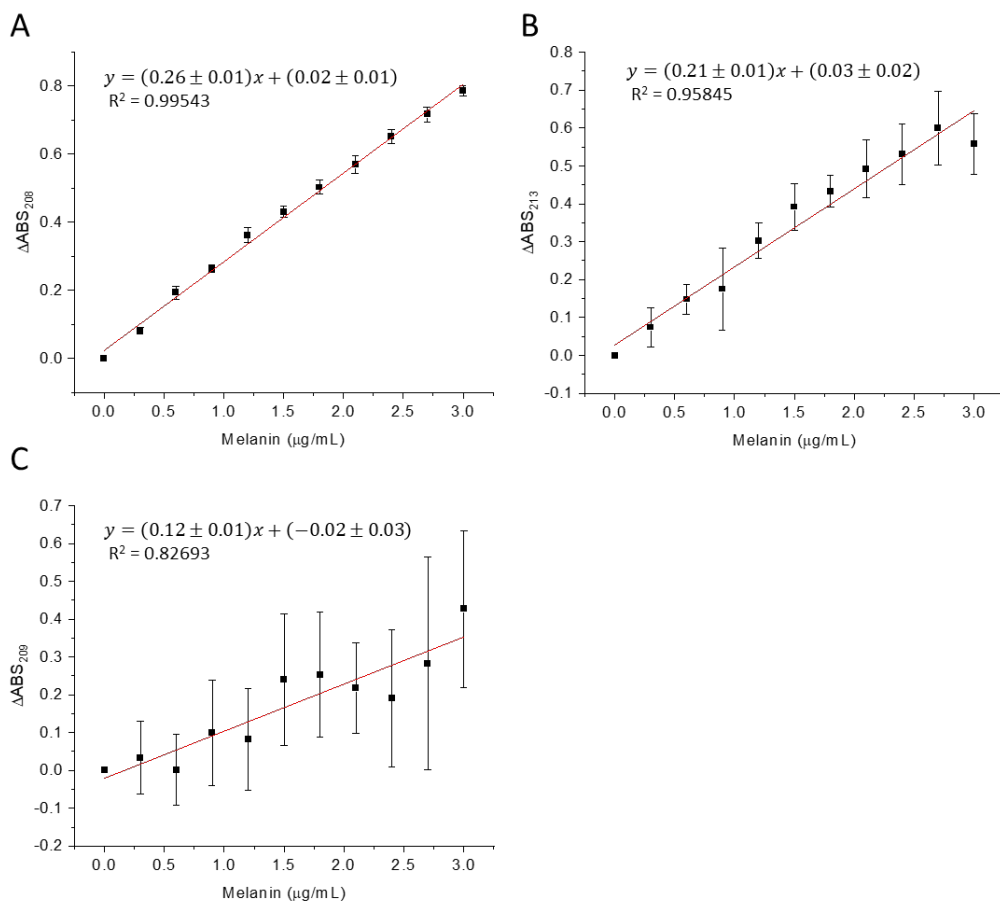 A
y = (0.26 ± 0.01)x + (0.02 ± 0.01)
R² = 0.99543
0.8
0.6
0.4
0.2
0.0
ΔABS₂₀₈
0.0 0.5 1.0 1.5 2.0 2.5 3.0
Melanin (μg/mL)
B
y = (0.21 ± 0.01)x + (0.03 ± 0.02)
R² = 0.95845
0.8
0.7
0.6
0.5
0.4
0.3
0.2
0.1
0.0
-0.1
ΔABS₂₁₃
0.0 0.5 1.0 1.5 2.0 2.5 3.0
Melanin (μg/mL)
C
y = (0.12 ± 0.01)x + (−0.02 ± 0.03)
R² = 0.82693
0.7
0.6
0.5
0.4
0.3
0.2
0.1
0.0
-0.1
-0.2
ΔABS₂₀₉
0.0 0.5 1.0 1.5 2.0 2.5 3.0
Melanin (μg/mL)